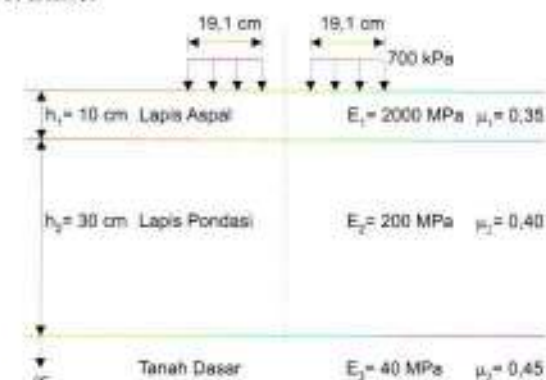 19,1 cm 19,1 cm
700 kPa
h₁= 10 cm Lapis Aspal E₁= 2000 MPa μ₁= 0,35
h₂= 30 cm Lapis Pondasi E₂= 200 MPa μ₂= 0,40
Tanah Dasar E₃= 40 MPa μ₃= 0,45